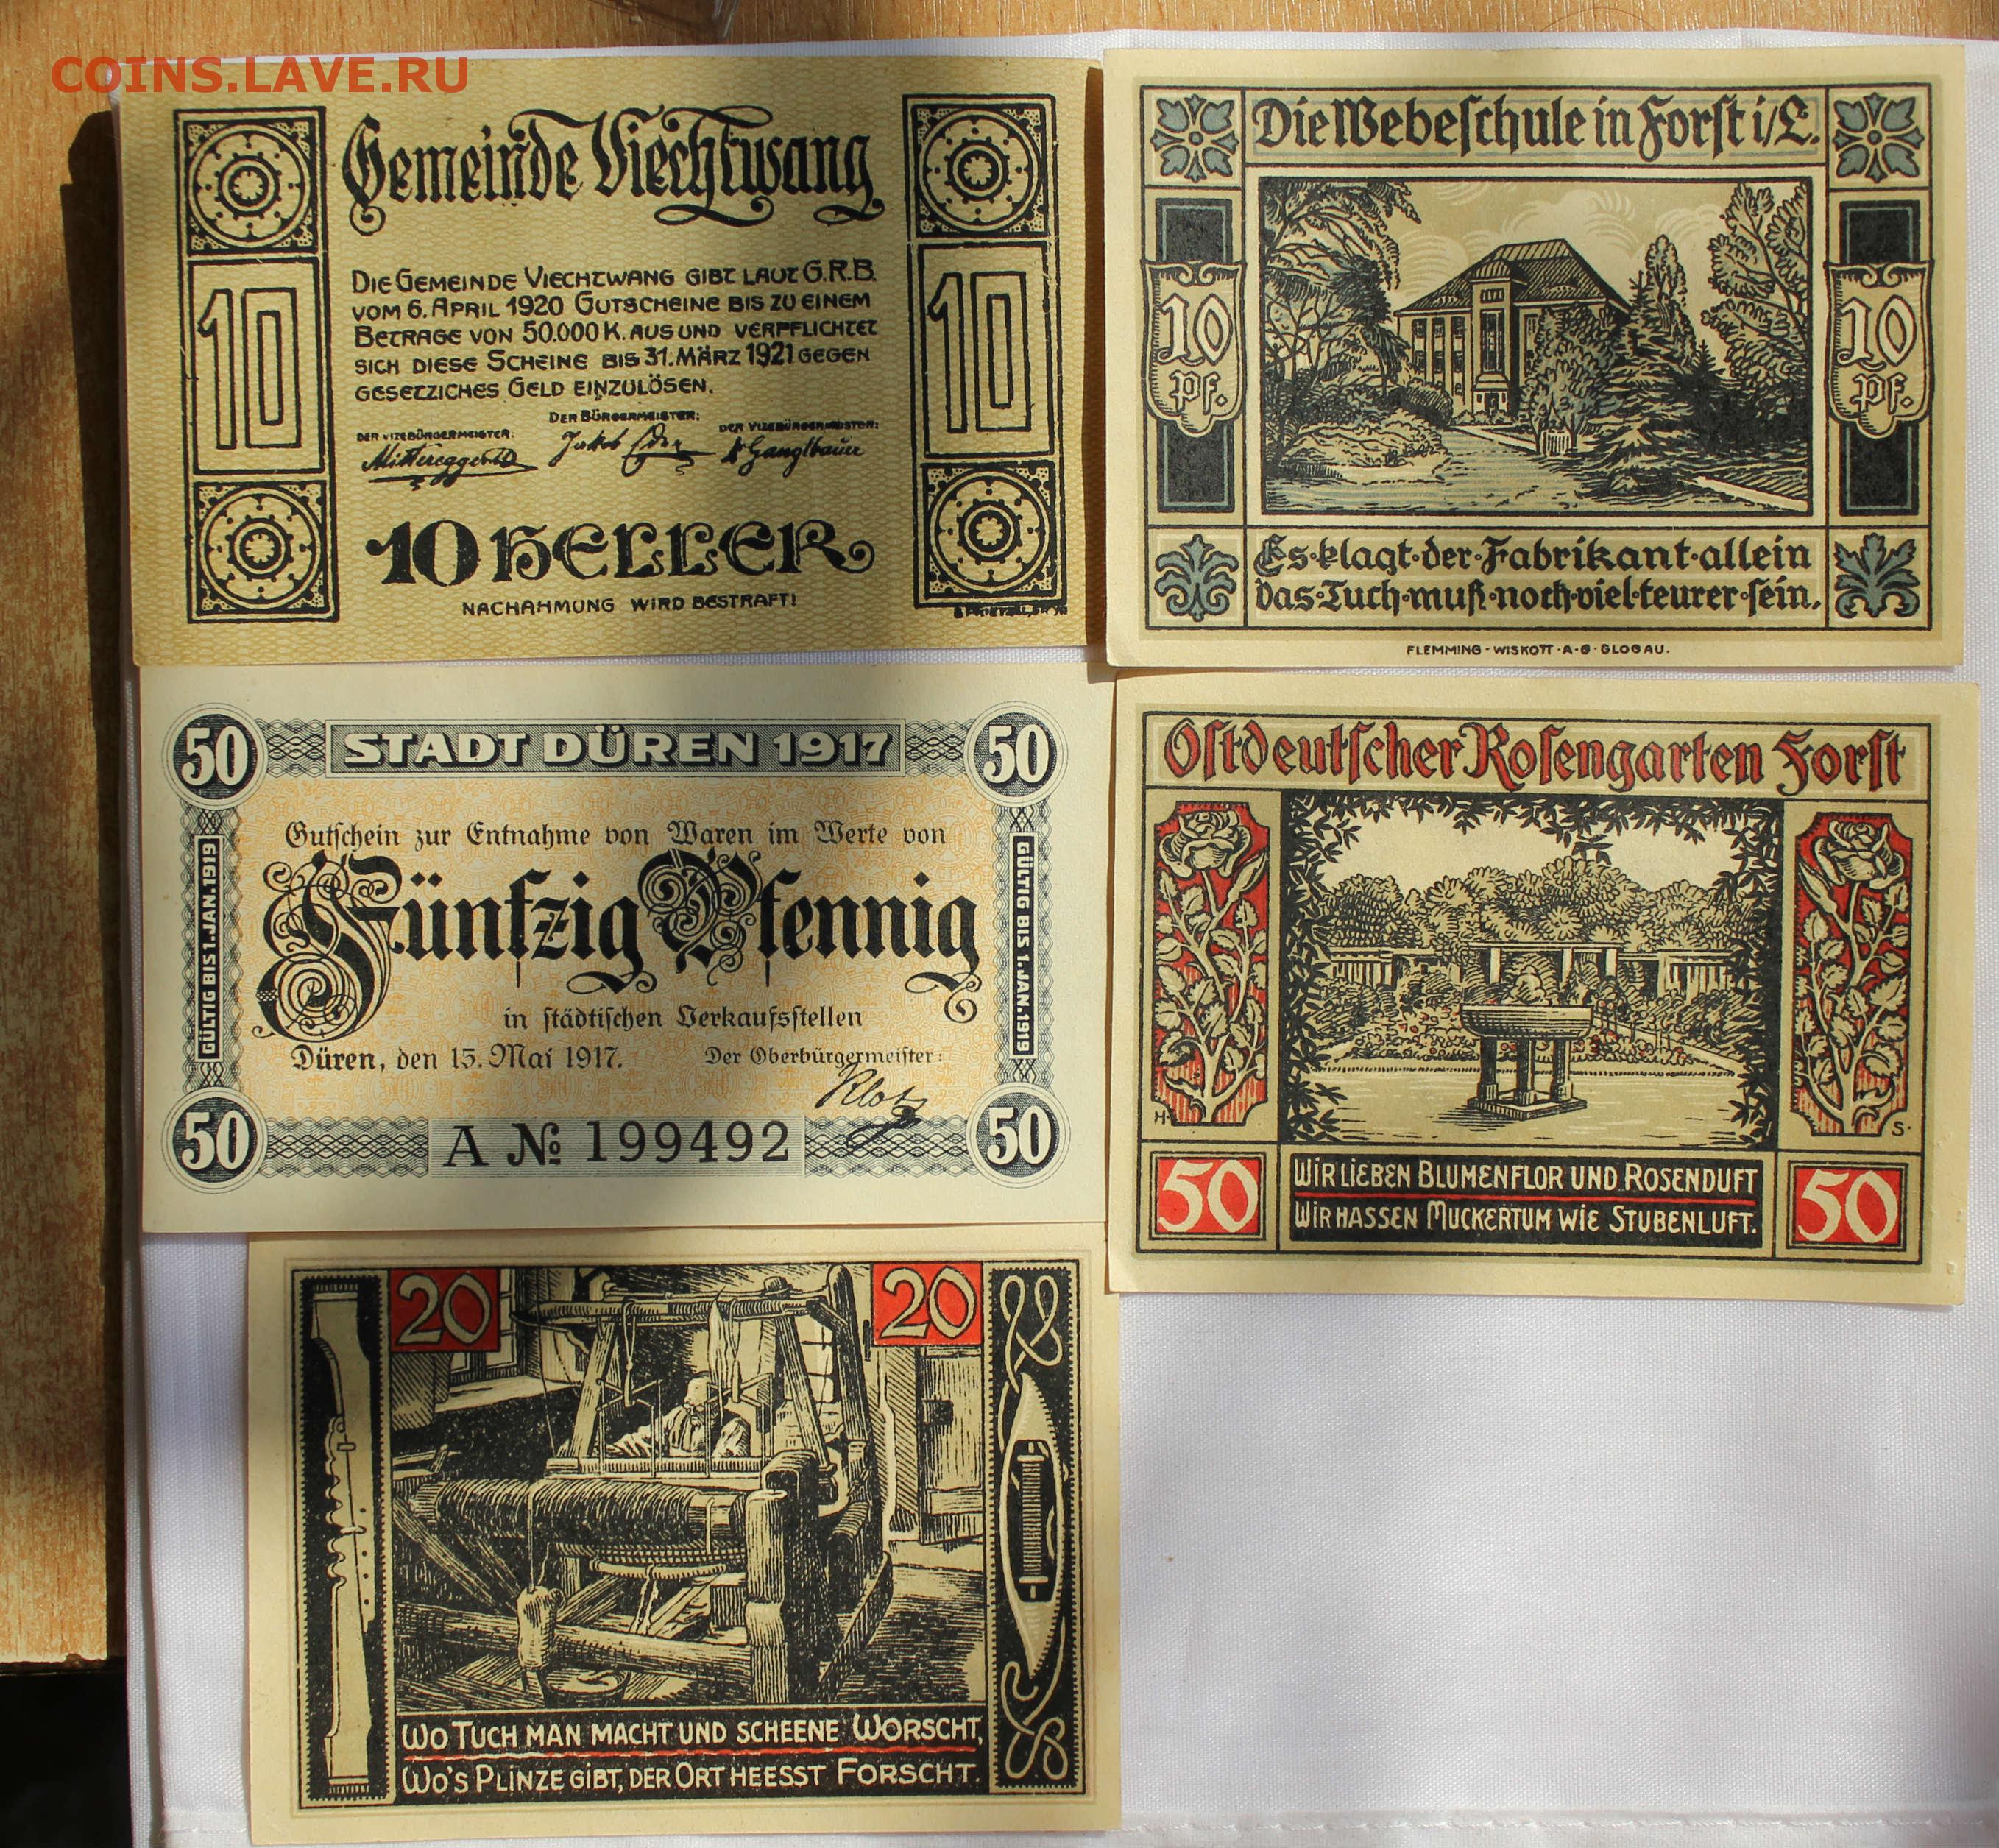 COINS.LAVE.RU
Gemeinde Viechtwang
10
10
DIE GEMEINDE VIECHTWANG GIBT LAUT G.R.B.
VOM 6. APRIL 1920 GUTSCHEINE BIS ZU EINEM
BETRAGE VON 50.000 K. AUS UND VERPFLICHTET
SICH DIESE SCHEINE BIS 31. MÄRZ 1921 GEGEN
GESETZICHES GELD EINZULÖSEN.
DER VIZEBÜRGERMEISTER: DER BÜRGERMEISTER: DER VIZEBÜRGERMEISTER:
Jakob
Ganglbauer
10 HELLER
NACHAHMUNG WIRD BESTRAFT!
Die Webeſchule in Forſt i/L.
10 Pf.
10 Pf.
Es·klagt·der·Fabrikant·allein
das·Tuch·muß·noch·viel·teurer·ſein.
FLEMMING-WISKOTT·A-G·GLOGAU.
50
STADT DÜREN 1917
50
Gutſchein zur Entnahme von Waren im Werte von
Fünfzig Pfennig
in ſtädtiſchen Verkaufsſtellen
Düren, den 15. Mai 1917. Der Oberbürgermeiſter:
Klotz
GÜLTIG BIS 1. JAN. 1919
GÜLTIG BIS 1. JAN. 1919
50
A № 199492
50
Oſtdeutſcher Roſengarten Forſt
H·
S·
50
WIR LIEBEN BLUMENFLOR UND ROSENDUFT
WIR HASSEN MUCKERTUM WIE STUBENLUFT.
50
20
20
WO TUCH MAN MACHT UND SCHEENE WORSCHT,
WO'S PLINZE GIBT, DER ORT HEESST FORSCHT.